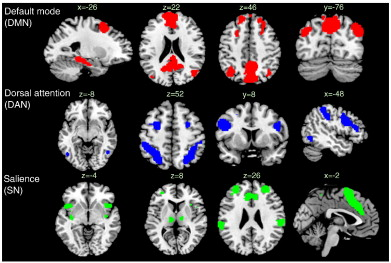 Default mode
(DMN)
x=-26
z=22
z=46
y=-76
Dorsal attention
(DAN)
z=-8
z=52
y=8
x=-48
Salience
(SN)
z=-4
z=8
z=26
x=-2